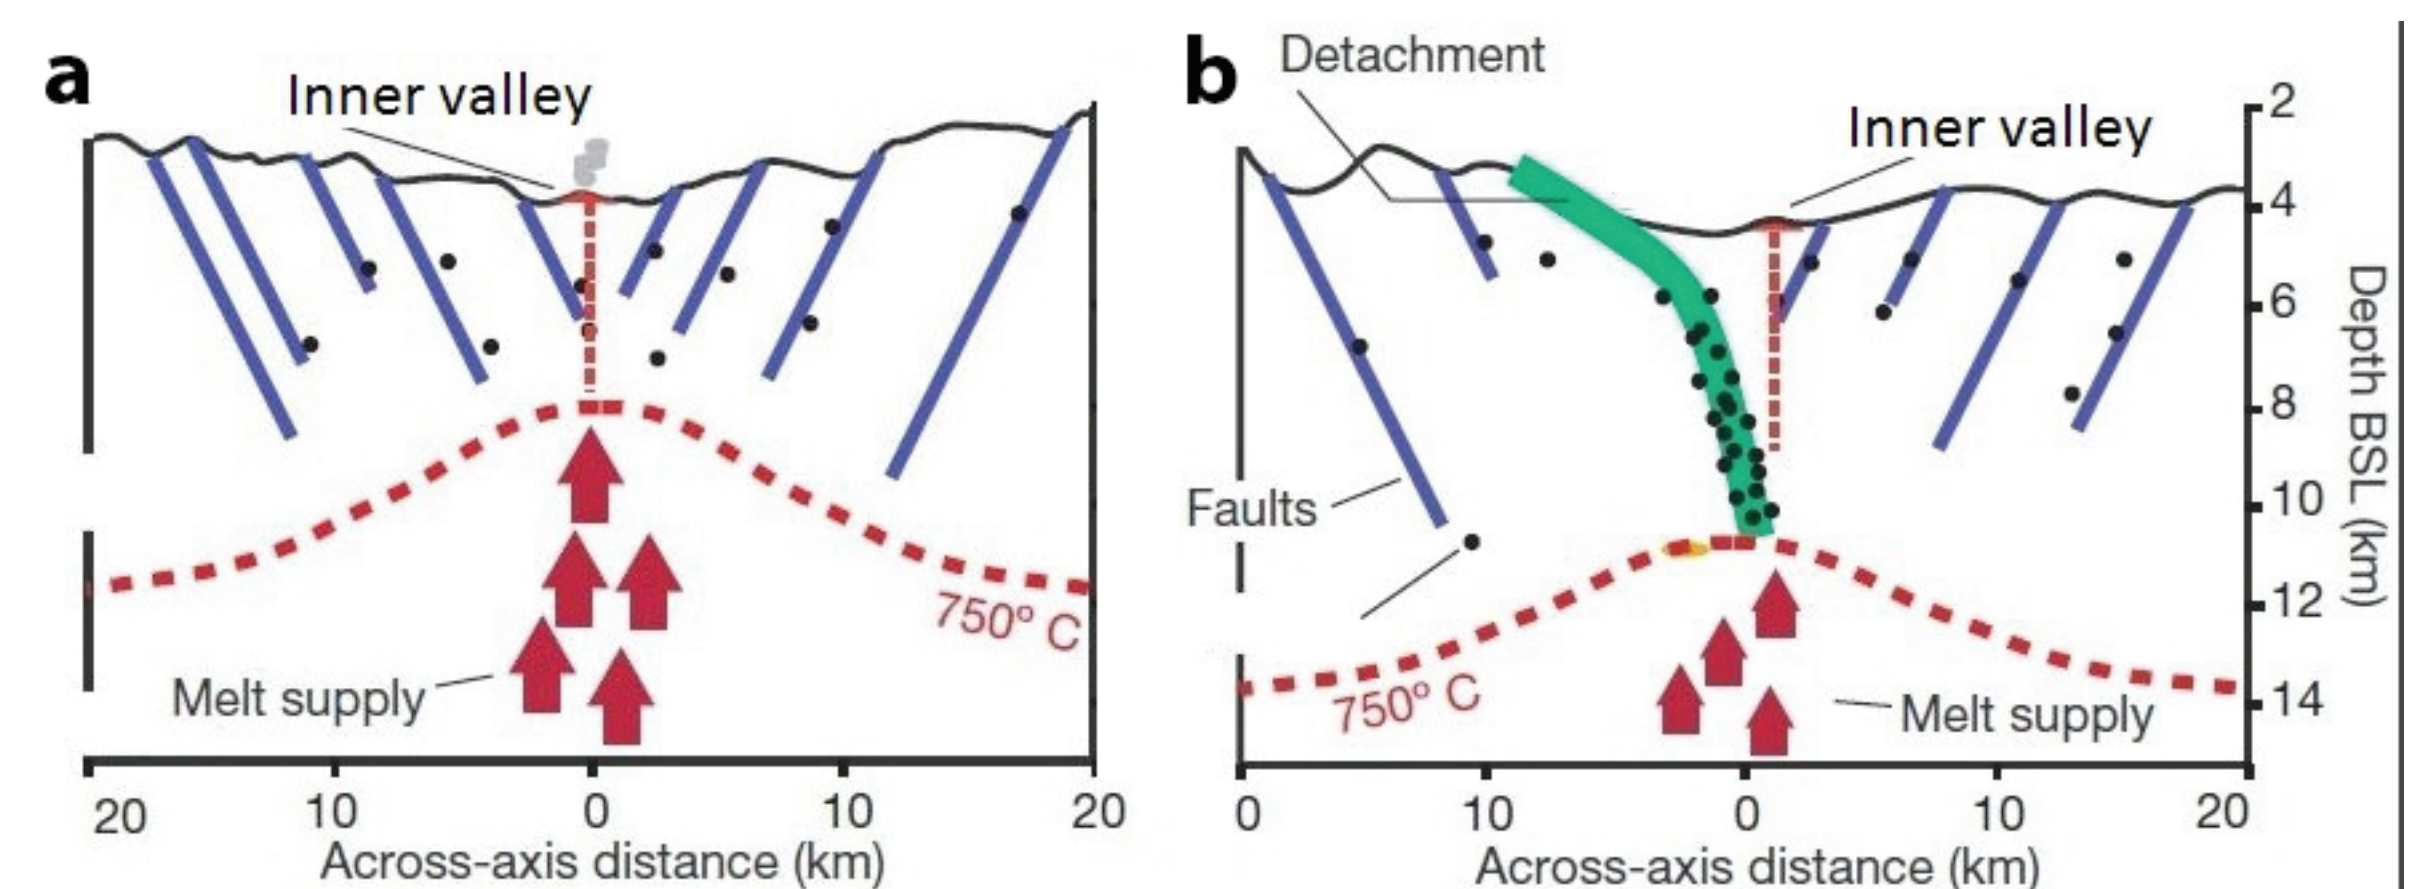 a
Inner valley
750º C
Melt supply
20 10 0 10 20
Across-axis distance (km)
b
Detachment
Inner valley
Faults
750º C
Melt supply
2
4
6
8
10
12
14
Depth BSL (km)
0 10 0 10 20
Across-axis distance (km)